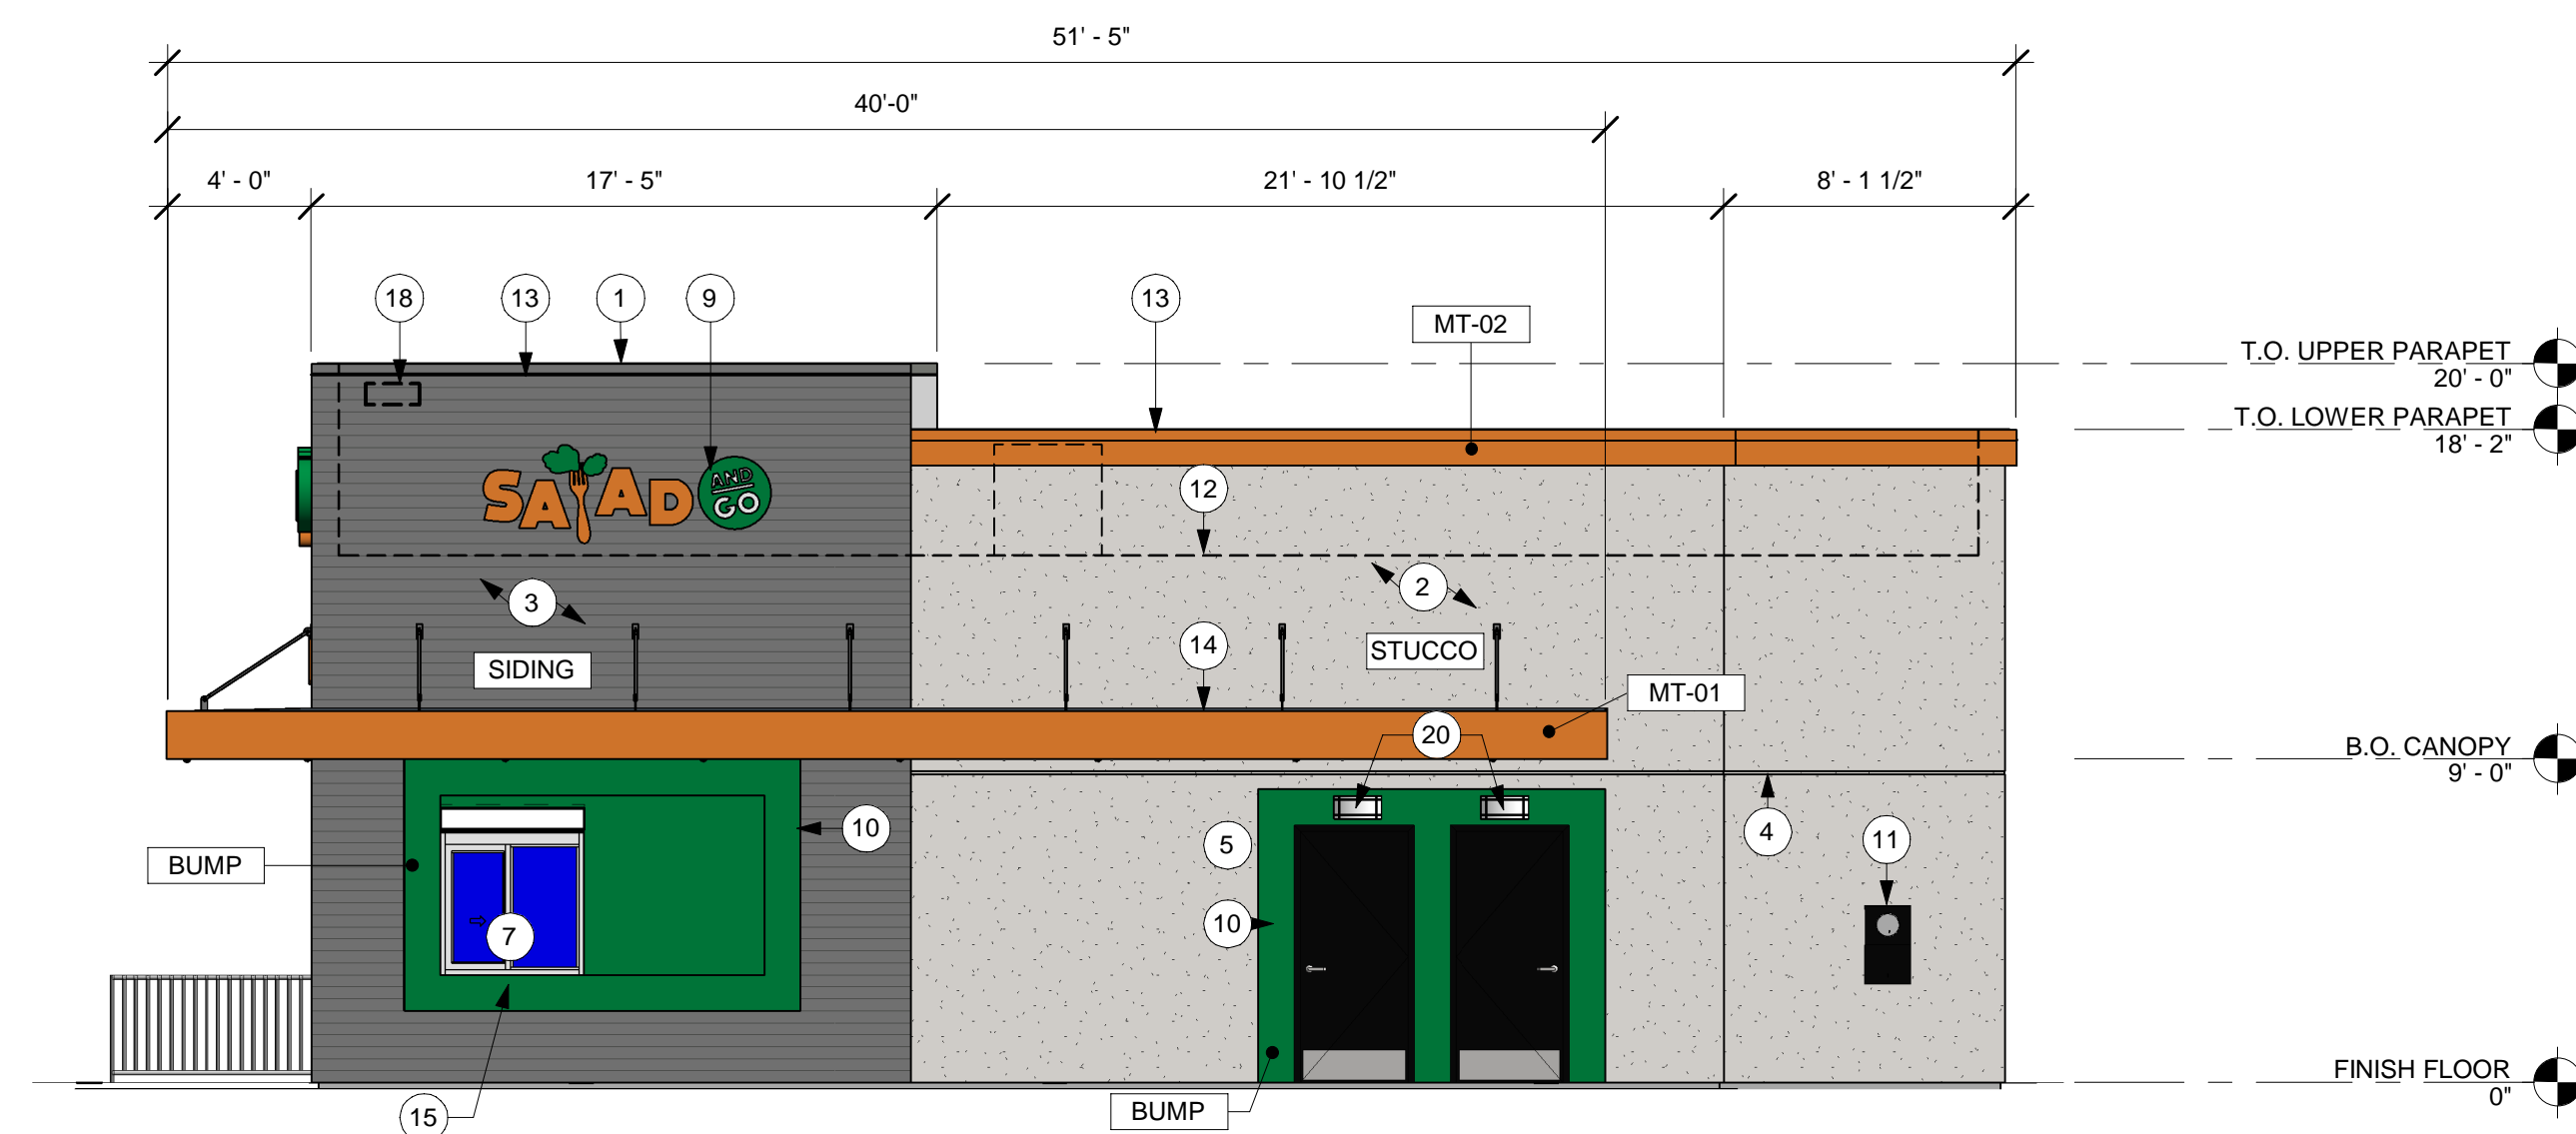 51' - 5"
40'-0"
4' - 0"
17' - 5"
21' - 10 1/2"
8' - 1 1/2"
18
13
1
9
13
MT-02
T.O. UPPER PARAPET
20' - 0"
T.O. LOWER PARAPET
18' - 2"
SALAD AND GO
12
3
2
SIDING
14
STUCCO
MT-01
20
B.O. CANOPY
9' - 0"
BUMP
10
5
4
11
7
10
FINISH FLOOR
0"
15
BUMP